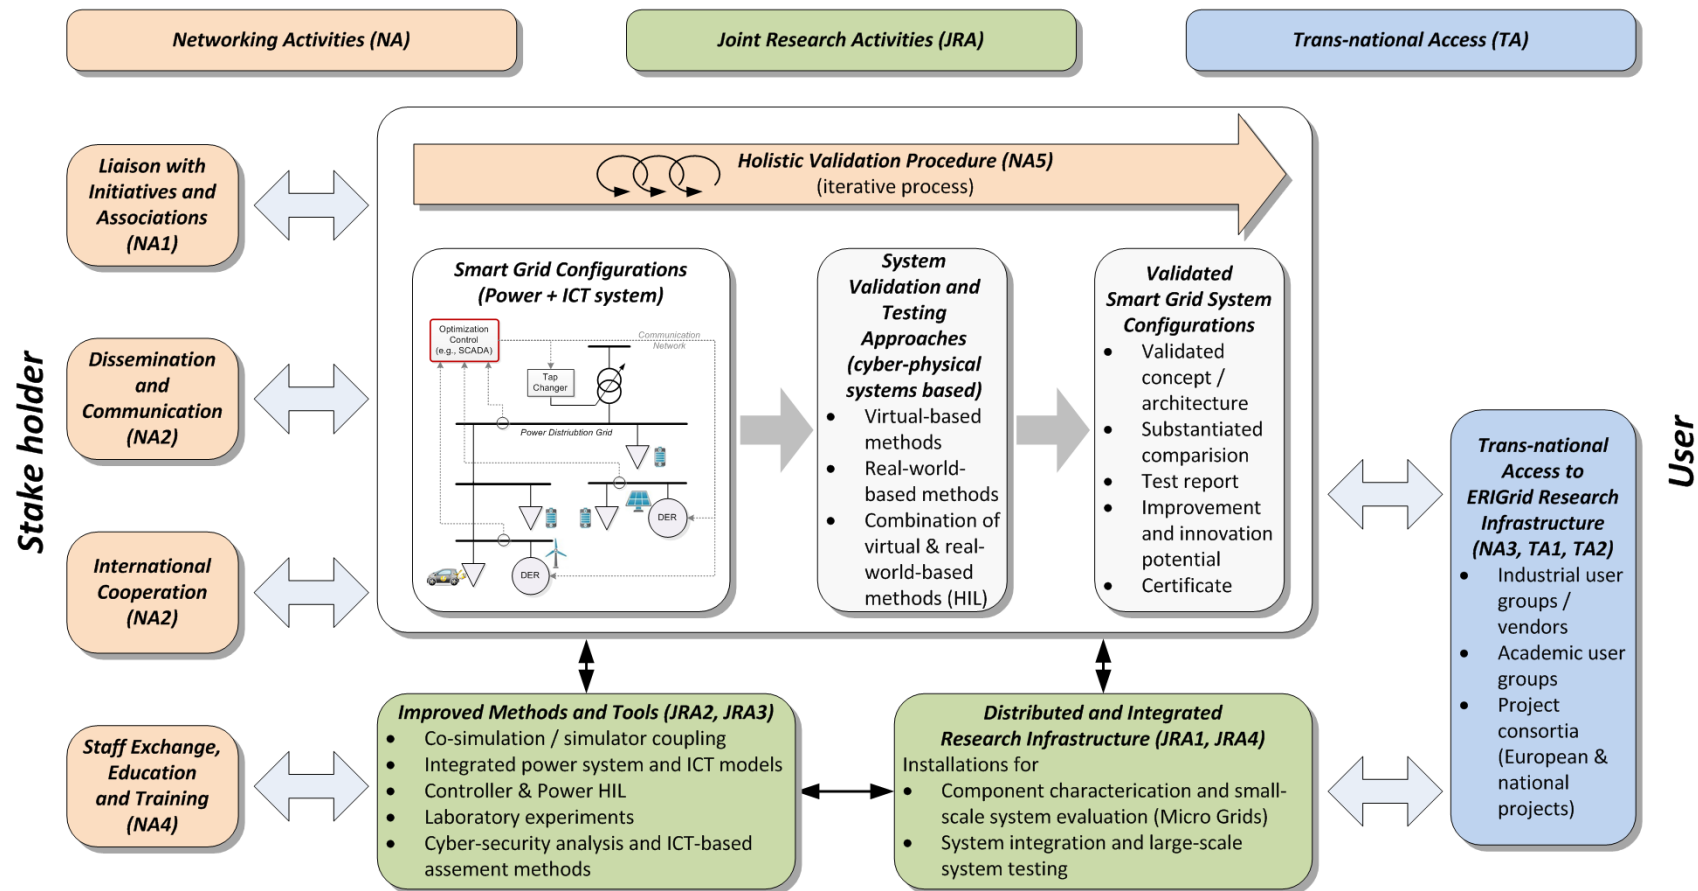 Networking Activities (NA)
Joint Research Activities (JRA)
Trans-national Access (TA)
Stake holder
Liaison with
Initiatives and
Associations
(NA1)
Dissemination
and
Communication
(NA2)
International
Cooperation
(NA2)
Staff Exchange,
Education
and Training
(NA4)
Holistic Validation Procedure (NA5)
(iterative process)
Smart Grid Configurations
(Power + ICT system)
Optimization
Control
(e.g., SCADA)
Communication
Network
Tap
Changer
Power Distriubtion Grid
DER
DER
System
Validation and
Testing
Approaches
(cyber-physical
systems based)
• Virtual-based
methods
• Real-world-
based methods
• Combination of
virtual & real-
world-based
methods (HIL)
Validated
Smart Grid System
Configurations
• Validated
concept /
architecture
• Substantiated
comparision
• Test report
• Improvement
and innovation
potential
• Certificate
Improved Methods and Tools (JRA2, JRA3)
• Co-simulation / simulator coupling
• Integrated power system and ICT models
• Controller & Power HIL
• Laboratory experiments
• Cyber-security analysis and ICT-based
assement methods
Distributed and Integrated
Research Infrastructure (JRA1, JRA4)
Installations for
• Component characterication and small-
scale system evaluation (Micro Grids)
• System integration and large-scale
system testing
Trans-national
Access to
ERIGrid Research
Infrastructure
(NA3, TA1, TA2)
• Industrial user
groups /
vendors
• Academic user
groups
• Project
consortia
(European &
national
projects)
User